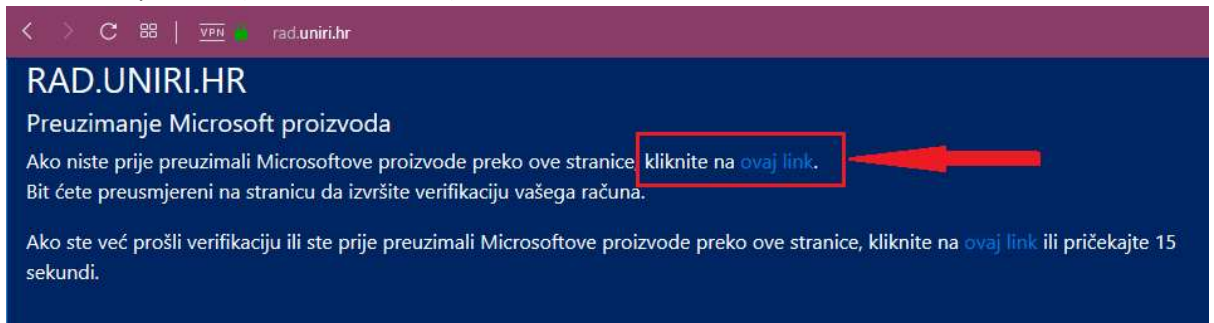 VPN rad.uniri.hr
RAD.UNIRI.HR
Preuzimanje Microsoft proizvoda
Ako niste prije preuzimali Microsoftove proizvode preko ove stranice, kliknite na ovaj link.
Bit ćete preusmjereni na stranicu da izvršite verifikaciju vašega računa.
Ako ste već prošli verifikaciju ili ste prije preuzimali Microsoftove proizvode preko ove stranice, kliknite na ovaj link ili pričekajte 15
sekundi.